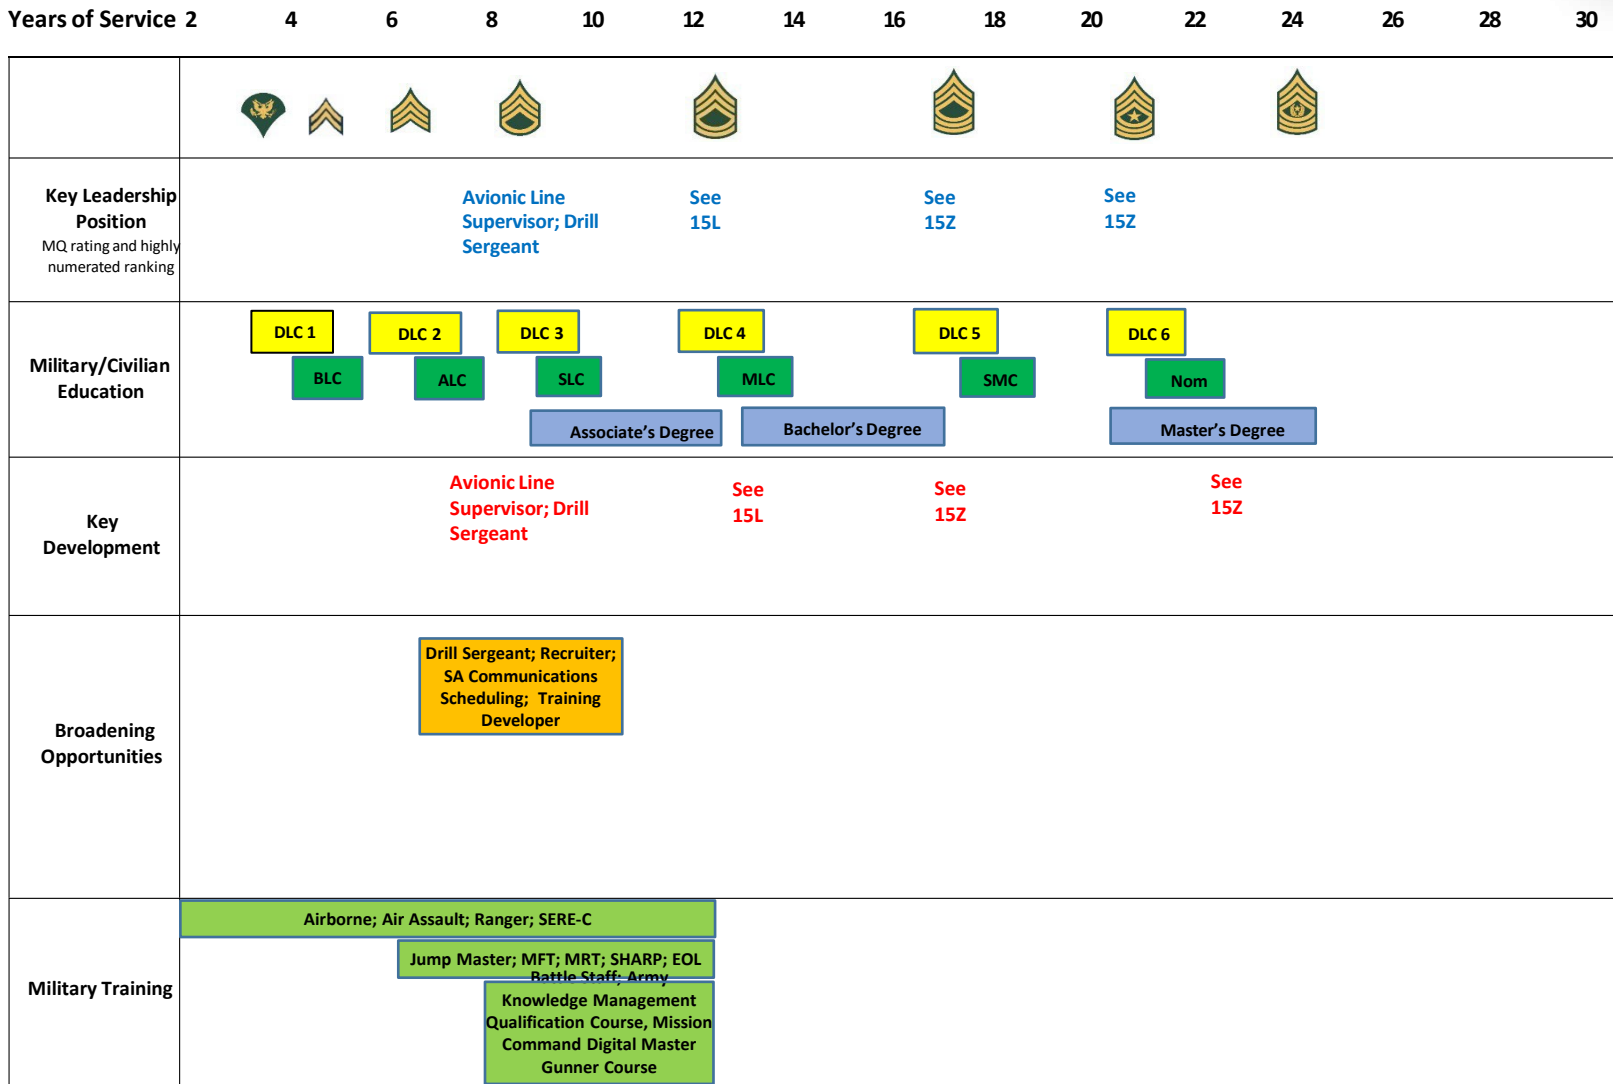 Years of Service 2 4 6 8 10 12 14 16 18 20 22 24 26 28 30
Key Leadership
Position
MQ rating and highly
numerated ranking
Avionic Line
Supervisor; Drill
Sergeant
See
15L
See
15Z
See
15Z
Military/Civilian
Education
DLC 1
DLC 2
DLC 3
DLC 4
DLC 5
DLC 6
BLC
ALC
SLC
MLC
SMC
Nom
Associate's Degree
Bachelor's Degree
Master's Degree
Key
Development
Avionic Line
Supervisor; Drill
Sergeant
See
15L
See
15Z
See
15Z
Broadening
Opportunities
Drill Sergeant; Recruiter;
SA Communications
Scheduling; Training
Developer
Military Training
Airborne; Air Assault; Ranger; SERE-C
Jump Master; MFT; MRT; SHARP; EOL
Battle Staff; Army
Knowledge Management
Qualification Course, Mission
Command Digital Master
Gunner Course